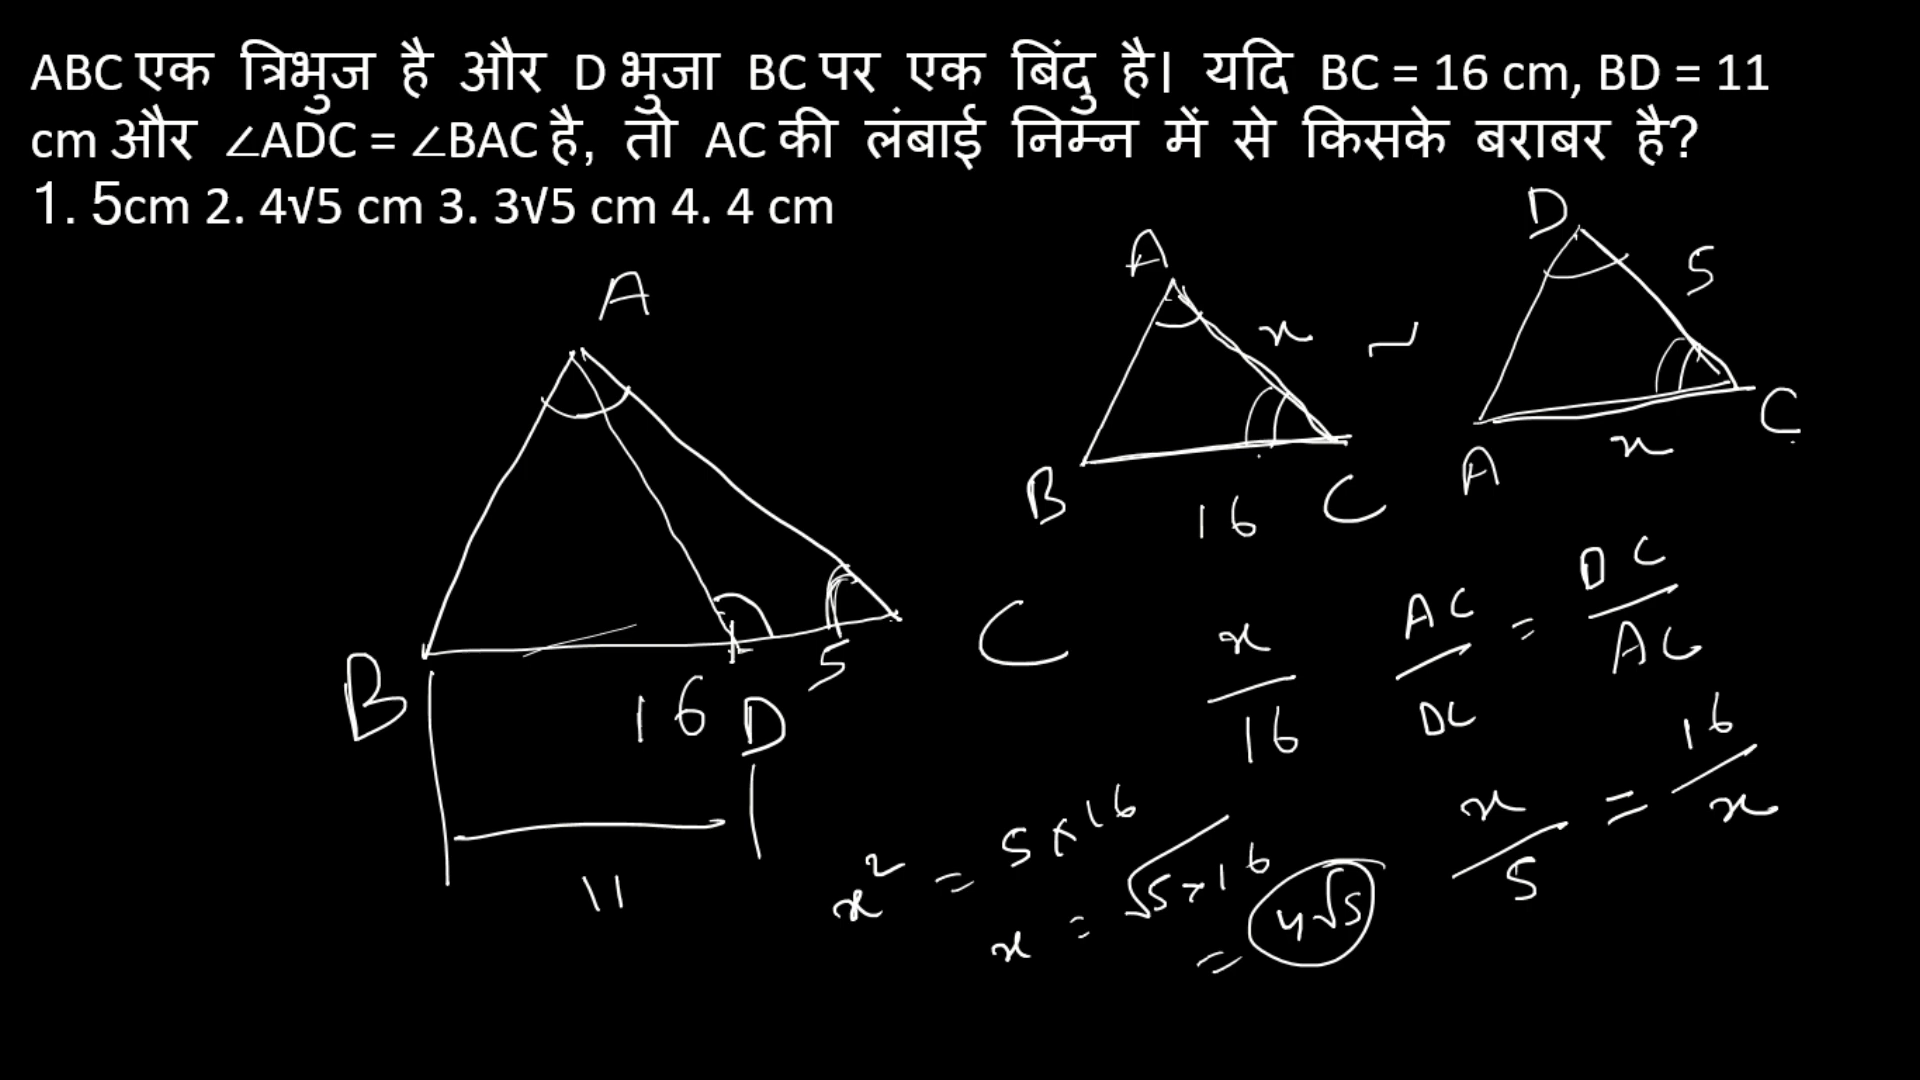 ABC एक त्रिभुज है और D भुजा BC पर एक बिंदु है। यदि BC = 16 cm, BD = 11
cm और ∠ADC = ∠BAC है, तो AC की लंबाई निम्न में से किसके बराबर है?
1. 5cm 2. 4√5 cm 3. 3√5 cm 4. 4 cm
A
B
16
D
5
C
11
A
x
B
16
C
~
D
5
A
x
C
x/16
AC/DC = DC/AC
x/5 = 16/x
x² = 5×16
x = √5×16
= 4√5